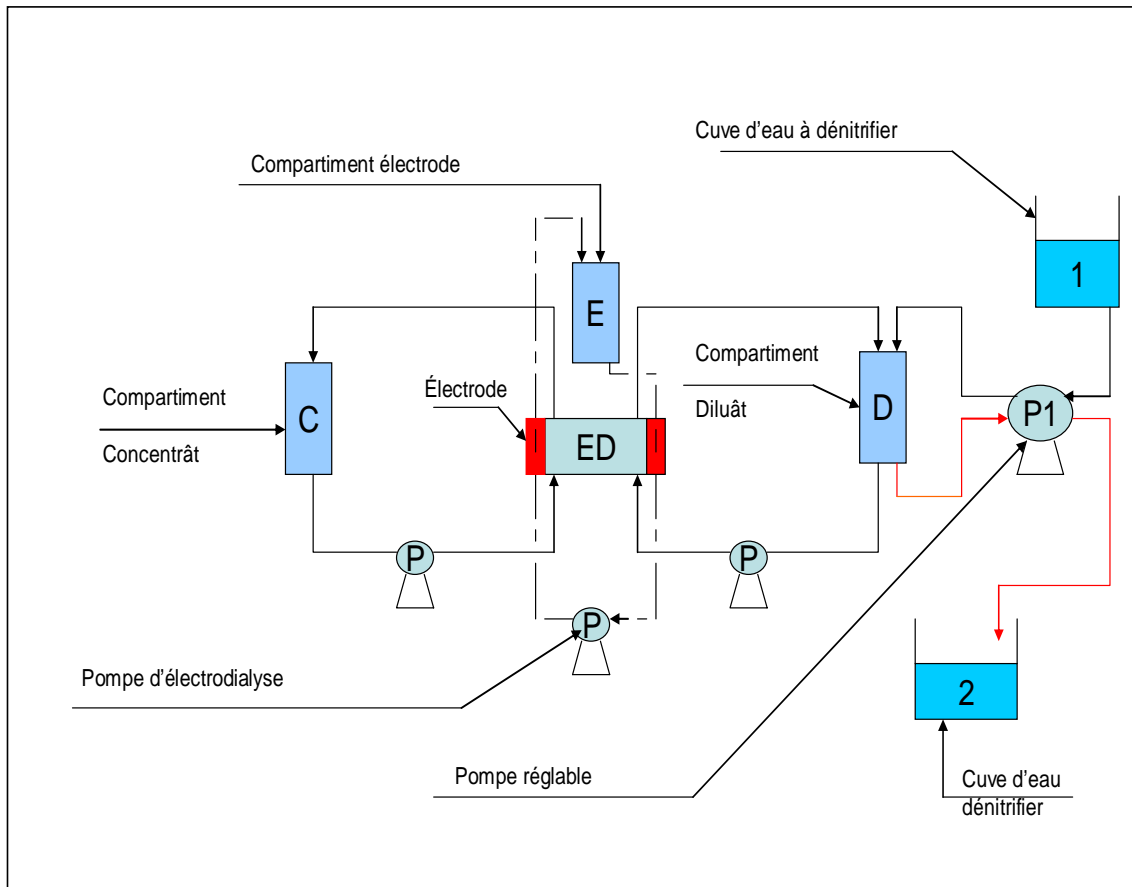 Cuve d'eau à dénitrifier
Compartiment électrode
1
E
Compartiment
Diluât
Électrode
Compartiment
Concentrât
C
ED
D
P1
P
P
P
Pompe d'électrodialyse
2
Pompe réglable
Cuve d'eau
dénitrifier